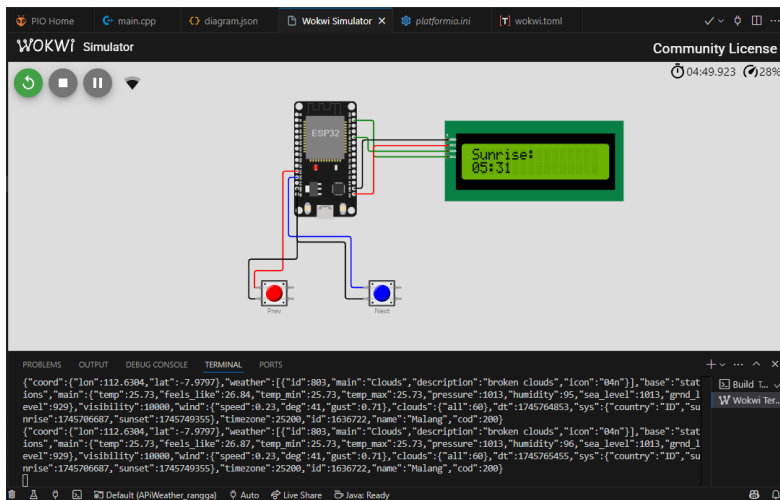 PIO Home
main.cpp
diagram.json
Wokwi Simulator
platformio.ini
wokwi.toml
WOKWI Simulator
Community License
04:49.923 28%
ESP32
Sunrise:
05:31
Prev
Next
PROBLEMS OUTPUT DEBUG CONSOLE TERMINAL PORTS
{"coord":{"lon":112.6304,"lat":-7.9797},"weather":[{"id":803,"main":"Clouds","description":"broken clouds","icon":"04n"}],"base":"stat
ions","main":{"temp":25.73,"feels_like":26.84,"temp_min":25.73,"temp_max":25.73,"pressure":1013,"humidity":95,"sea_level":1013,"grnd_l
evel":929},"visibility":10000,"wind":{"speed":0.23,"deg":41,"gust":0.71},"clouds":{"all":60},"dt":1745764853,"sys":{"country":"ID","su
nrise":1745706687,"sunset":1745749355},"timezone":25200,"id":1636722,"name":"Malang","cod":200}
{"coord":{"lon":112.6304,"lat":-7.9797},"weather":[{"id":803,"main":"Clouds","description":"broken clouds","icon":"04n"}],"base":"stat
ions","main":{"temp":25.73,"feels_like":26.87,"temp_min":25.73,"temp_max":25.73,"pressure":1013,"humidity":96,"sea_level":1013,"grnd_l
evel":929},"visibility":10000,"wind":{"speed":0.23,"deg":41,"gust":0.71},"clouds":{"all":60},"dt":1745765455,"sys":{"country":"ID","su
nrise":1745706687,"sunset":1745749355},"timezone":25200,"id":1636722,"name":"Malang","cod":200}
Build T...
Wokwi Ter...
Default (APiWeather_rangga) Auto Live Share Java: Ready